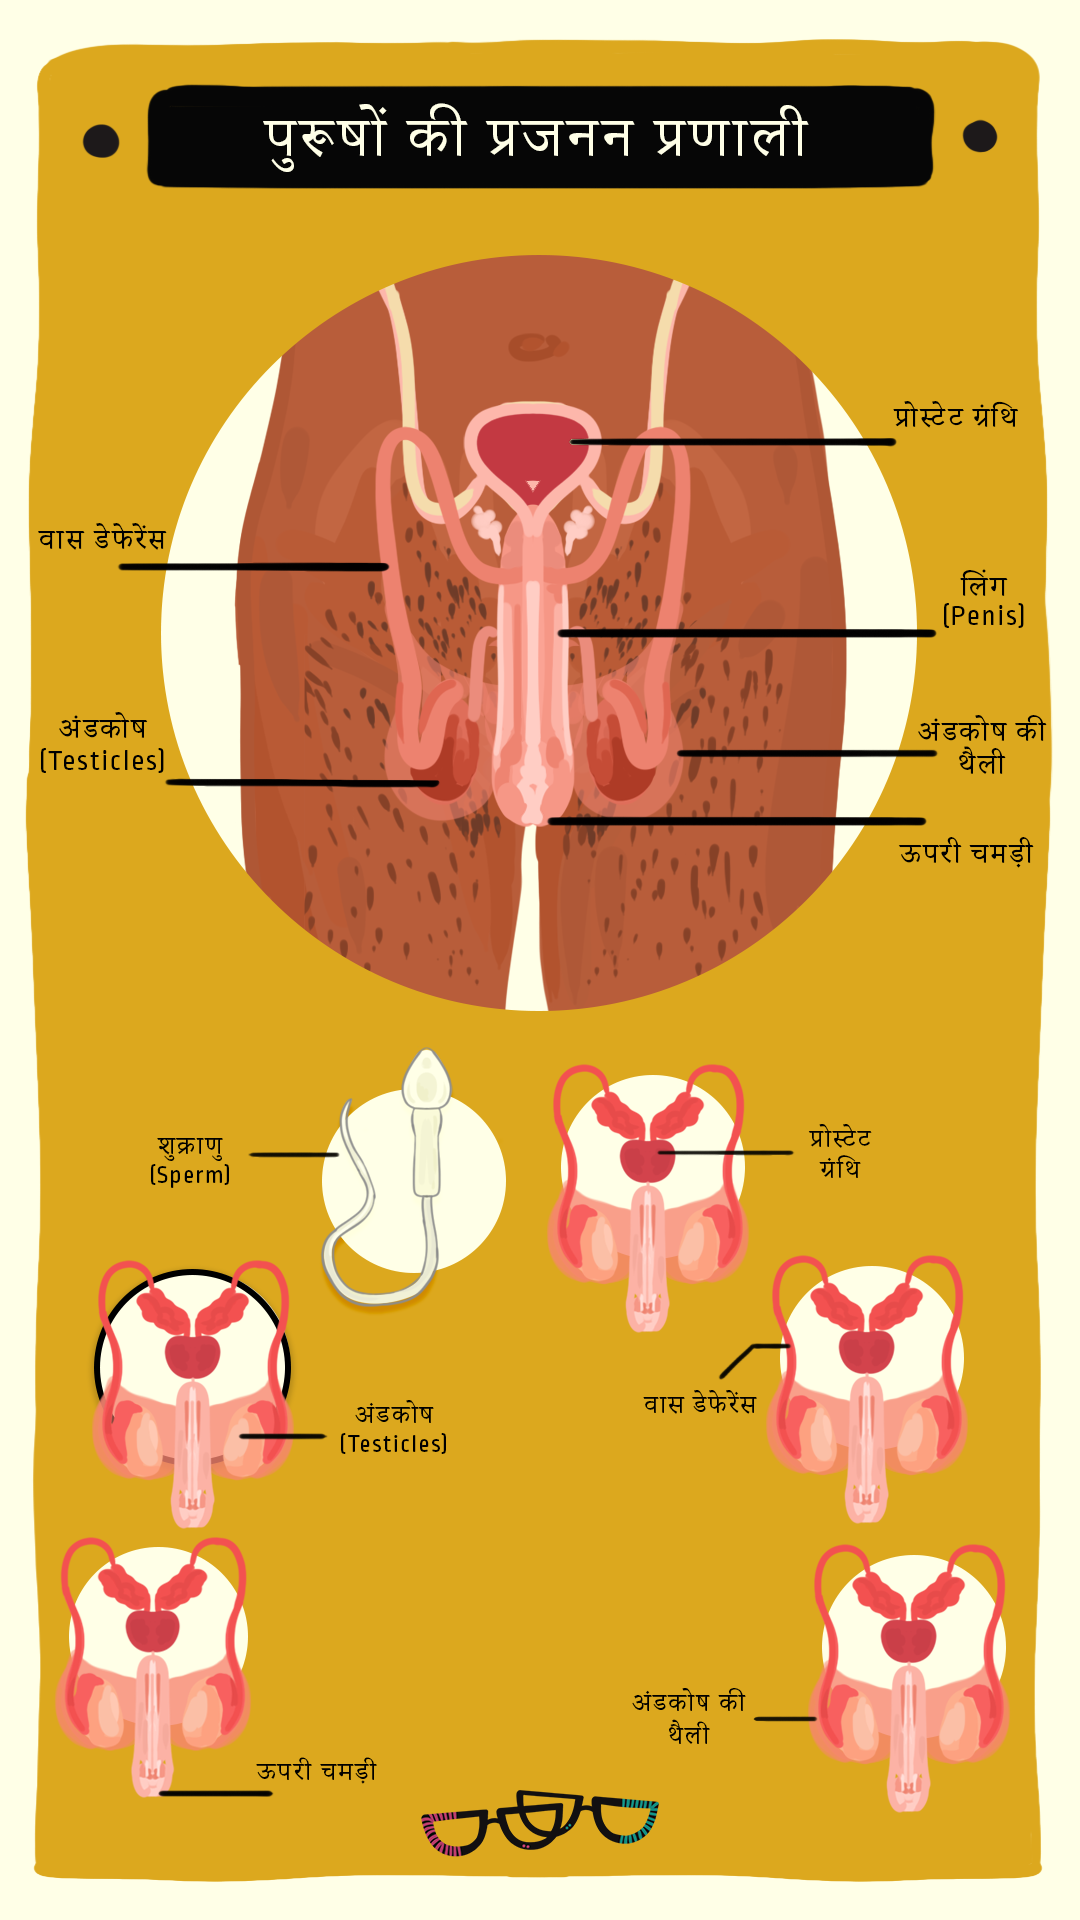 पुरूषों की प्रजनन प्रणाली
प्रोस्टेट ग्रंथि
वास डेफेरेंस
लिंग
(Penis)
अंडकोष
(Testicles)
अंडकोष की
थैली
ऊपरी चमड़ी
शुक्राणु
(Sperm)
प्रोस्टेट
ग्रंथि
अंडकोष
(Testicles)
वास डेफेरेंस
अंडकोष की
थैली
ऊपरी चमड़ी